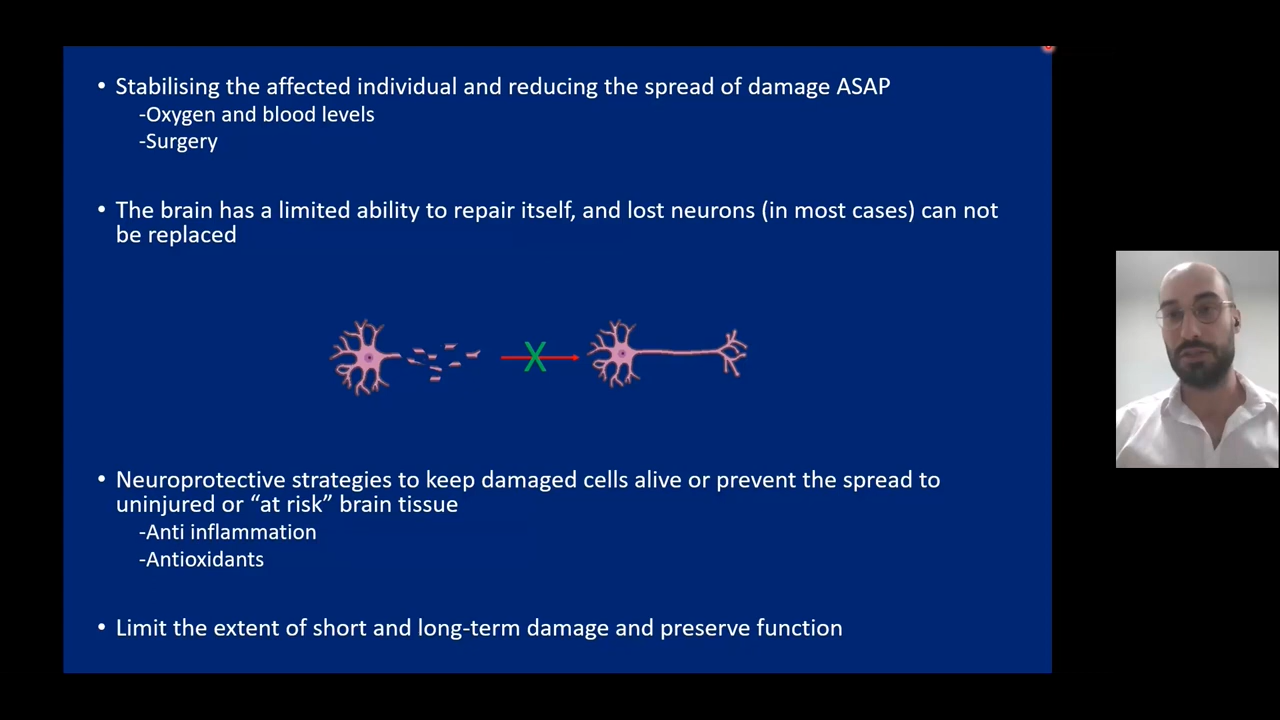 • Stabilising the affected individual and reducing the spread of damage ASAP
-Oxygen and blood levels
-Surgery
• The brain has a limited ability to repair itself, and lost neurons (in most cases) can not
be replaced
X
• Neuroprotective strategies to keep damaged cells alive or prevent the spread to
uninjured or “at risk” brain tissue
-Anti inflammation
-Antioxidants
• Limit the extent of short and long-term damage and preserve function